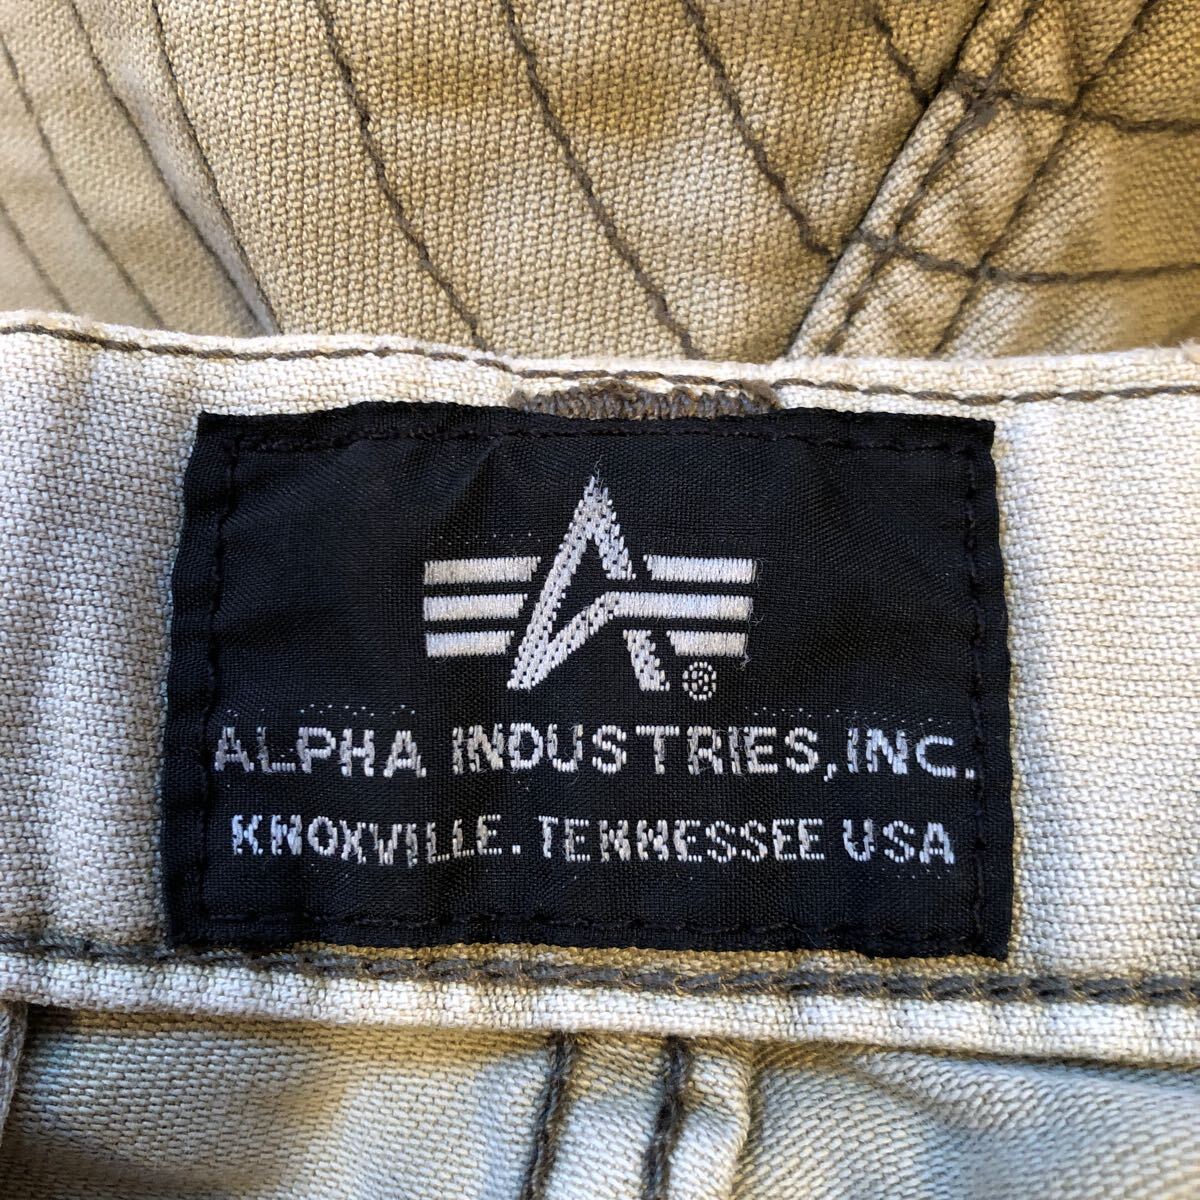 ®
ALPHA INDUSTRIES, INC.
KNOXVILLE. TENNESSEE USA